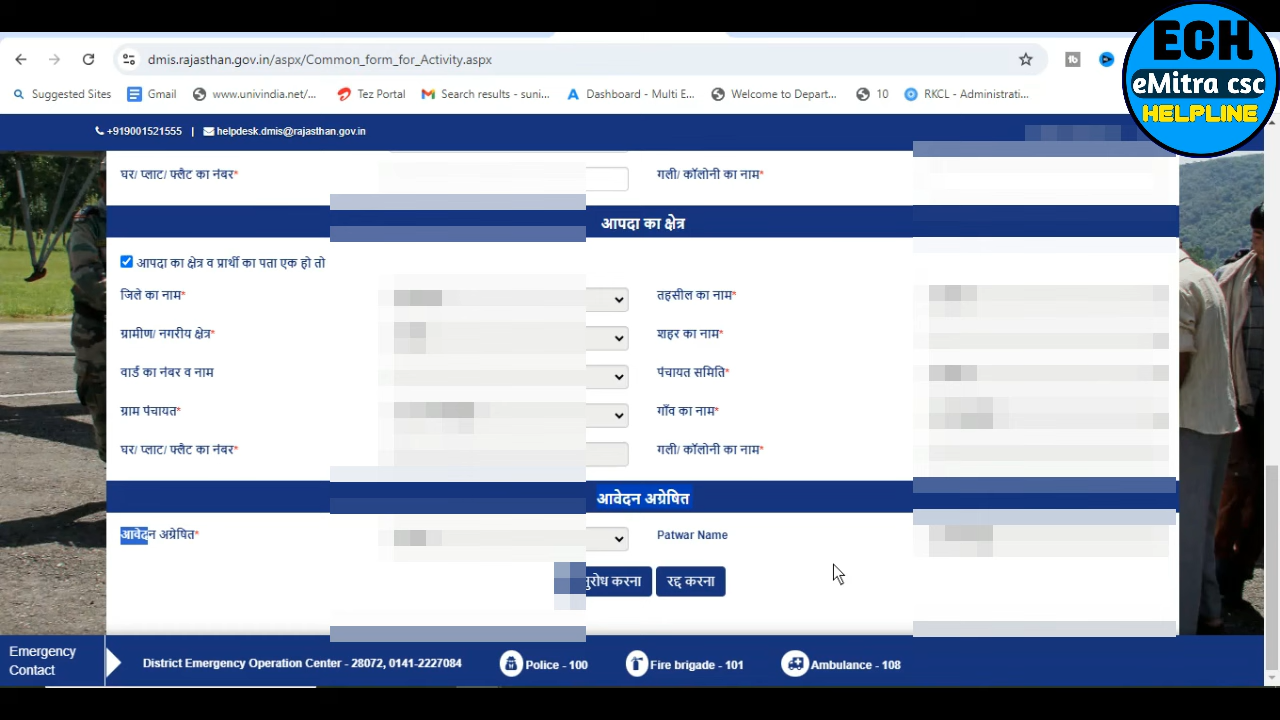 ECH
eMitra csc
HELPLINE
dmis.rajasthan.gov.in/aspx/Common_form_for_Activity.aspx
Suggested Sites Gmail www.univindia.net/... Tez Portal Search results - suni... Dashboard - Multi E... Welcome to Depart... 10 RKCL - Administrati...
+919001521555 | helpdesk.dmis@rajasthan.gov.in
घर/ प्लाट/ फ्लैट का नंबर* गली/ कॉलोनी का नाम*
आपदा का क्षेत्र
आपदा का क्षेत्र व प्रार्थी का पता एक हो तो
जिले का नाम* तहसील का नाम*
ग्रामीण/ नगरीय क्षेत्र* शहर का नाम*
वार्ड का नंबर व नाम पंचायत समिति*
ग्राम पंचायत* गाँव का नाम*
घर/ प्लाट/ फ्लैट का नंबर* गली/ कॉलोनी का नाम*
आवेदन अग्रेषित
आवेदन अग्रेषित* Patwar Name
करना रद्द करना
Emergency Contact
District Emergency Operation Center - 28072, 0141-2227084 Police - 100 Fire brigade - 101 Ambulance - 108